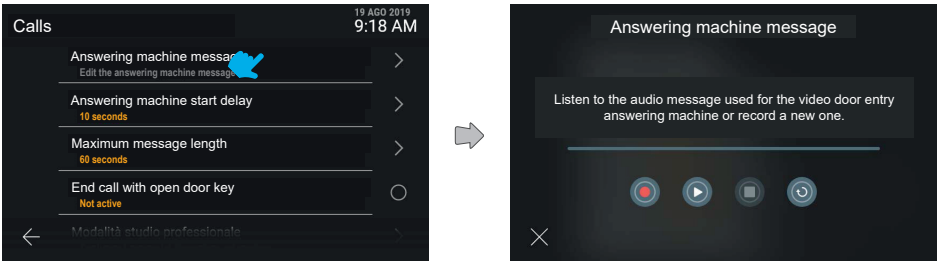 Calls
19 AGO 2019
9:18 AM
Answering machine message
Edit the answering machine message
Answering machine start delay
10 seconds
Maximum message length
60 seconds
End call with open door key
Not active
Modalità studio professionale
Answering machine message
Listen to the audio message used for the video door entry
answering machine or record a new one.